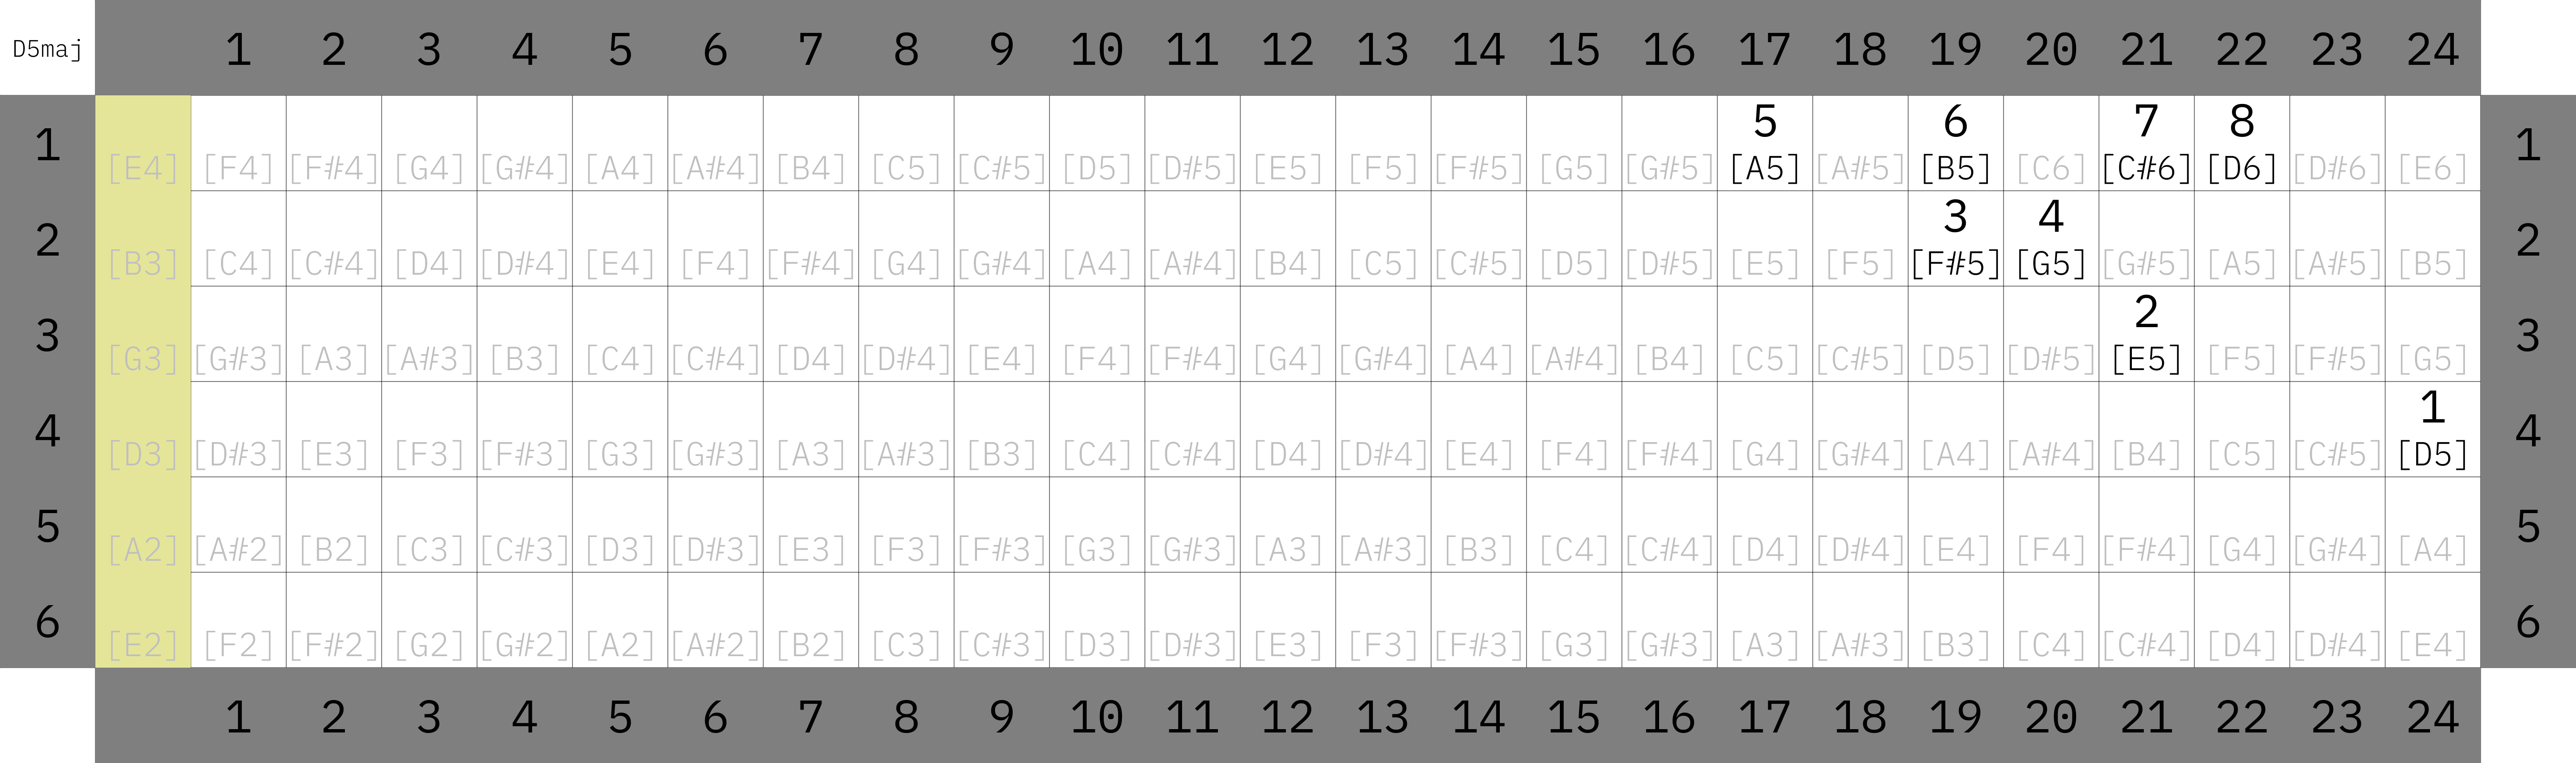 D5maj 1 2 3 4 5 6 7 8 9 10 11 12 13 14 15 16 17 18 19 20 21 22 23 24
5 6 7 8
1 [E4] [F4] [F#4] [G4] [G#4] [A4] [A#4] [B4] [C5] [C#5] [D5] [D#5] [E5] [F5] [F#5] [G5] [G#5] [A5] [A#5] [B5] [C6] [C#6] [D6] [D#6] [E6] 1
3 4
2 [B3] [C4] [C#4] [D4] [D#4] [E4] [F4] [F#4] [G4] [G#4] [A4] [A#4] [B4] [C5] [C#5] [D5] [D#5] [E5] [F5] [F#5] [G5] [G#5] [A5] [A#5] [B5] 2
2
3 [G3] [G#3] [A3] [A#3] [B3] [C4] [C#4] [D4] [D#4] [E4] [F4] [F#4] [G4] [G#4] [A4] [A#4] [B4] [C5] [C#5] [D5] [D#5] [E5] [F5] [F#5] [G5] 3
1
4 [D3] [D#3] [E3] [F3] [F#3] [G3] [G#3] [A3] [A#3] [B3] [C4] [C#4] [D4] [D#4] [E4] [F4] [F#4] [G4] [G#4] [A4] [A#4] [B4] [C5] [C#5] [D5] 4
5 [A2] [A#2] [B2] [C3] [C#3] [D3] [D#3] [E3] [F3] [F#3] [G3] [G#3] [A3] [A#3] [B3] [C4] [C#4] [D4] [D#4] [E4] [F4] [F#4] [G4] [G#4] [A4] 5
6 [E2] [F2] [F#2] [G2] [G#2] [A2] [A#2] [B2] [C3] [C#3] [D3] [D#3] [E3] [F3] [F#3] [G3] [G#3] [A3] [A#3] [B3] [C4] [C#4] [D4] [D#4] [E4] 6
1 2 3 4 5 6 7 8 9 10 11 12 13 14 15 16 17 18 19 20 21 22 23 24